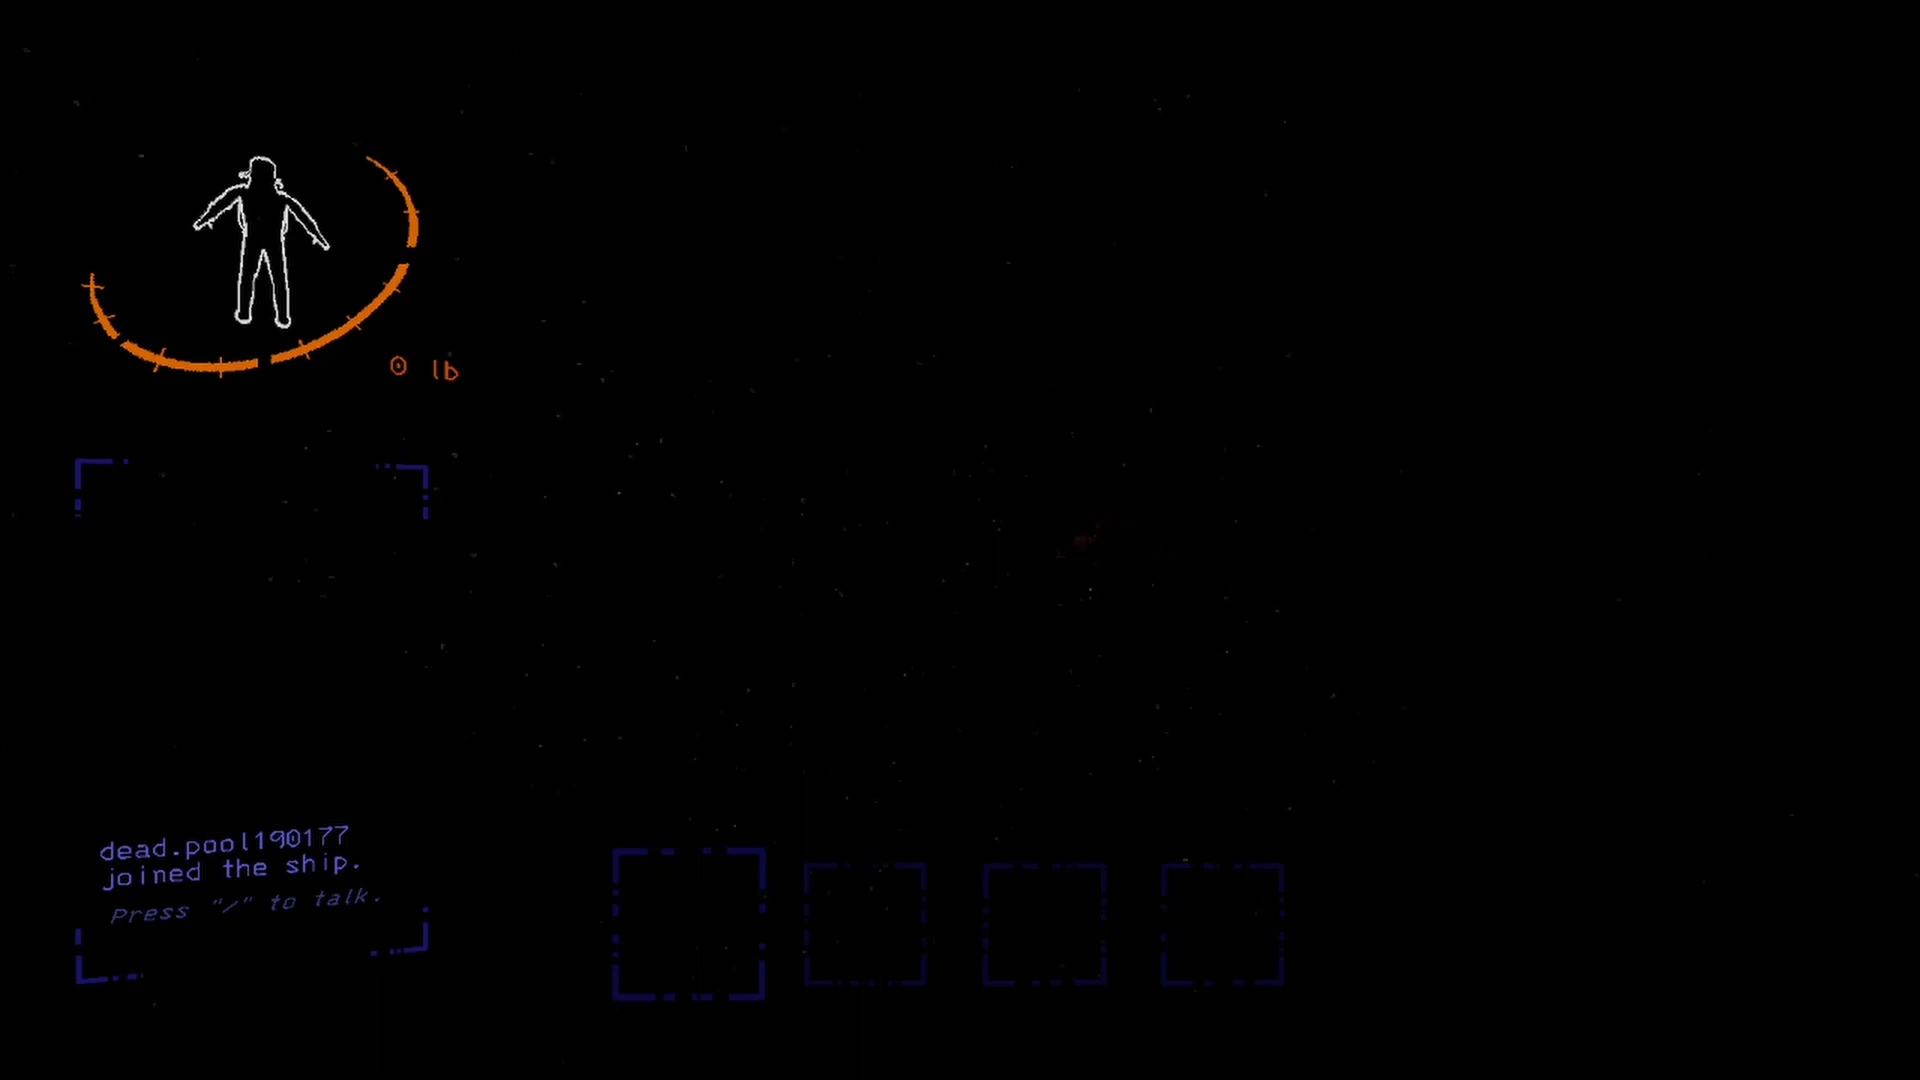 0 lb
dead.pool190177
joined the ship.
Press "/" to talk.